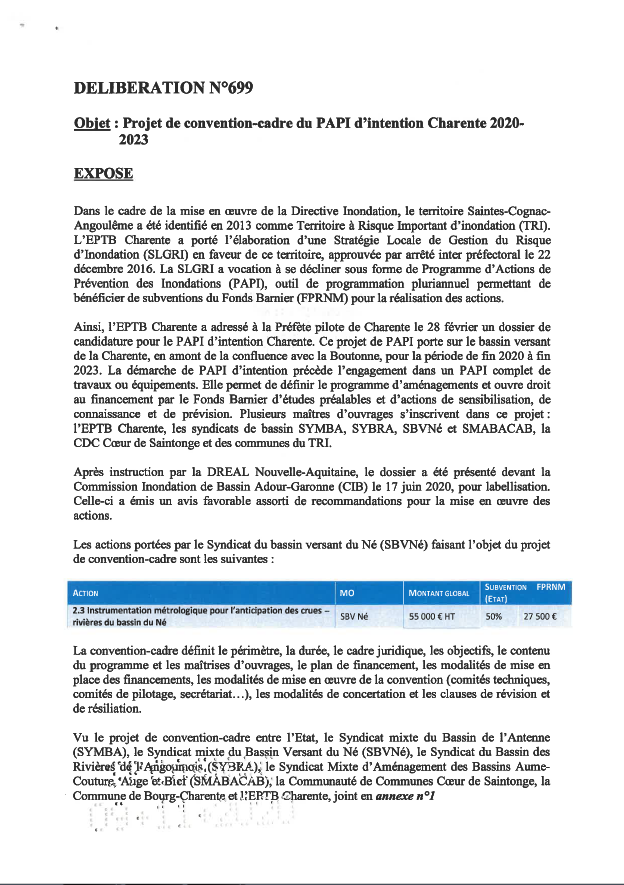 DELIBERATION N°699
Objet : Projet de convention-cadre du PAPI d'intention Charente 2020-
2023
EXPOSE
Dans le cadre de la mise en œuvre de la Directive Inondation, le territoire Saintes-Cognac-
Angoulême a été identifié en 2013 comme Territoire à Risque Important d'inondation (TRI).
L'EPTB Charente a porté l'élaboration d'une Stratégie Locale de Gestion du Risque
d'Inondation (SLGRI) en faveur de ce territoire, approuvée par arrêté inter préfectoral le 22
décembre 2016. La SLGRI a vocation à se décliner sous forme de Programme d'Actions de
Prévention des Inondations (PAPI), outil de programmation pluriannuel permettant de
bénéficier de subventions du Fonds Barnier (FPRNM) pour la réalisation des actions.
Ainsi, l'EPTB Charente a adressé à la Préfète pilote de Charente le 28 février un dossier de
candidature pour le PAPI d'intention Charente. Ce projet de PAPI porte sur le bassin versant
de la Charente, en amont de la confluence avec la Boutonne, pour la période de fin 2020 à fin
2023. La démarche de PAPI d'intention précède l'engagement dans un PAPI complet de
travaux ou équipements. Elle permet de définir le programme d'aménagements et ouvre droit
au financement par le Fonds Barnier d'études préalables et d'actions de sensibilisation, de
connaissance et de prévision. Plusieurs maîtres d'ouvrages s'inscrivent dans ce projet :
l'EPTB Charente, les syndicats de bassin SYMBA, SYBRA, SBVNé et SMABACAB, la
CDC Cœur de Saintonge et des communes du TRI.
Après instruction par la DREAL Nouvelle-Aquitaine, le dossier a été présenté devant la
Commission Inondation de Bassin Adour-Garonne (CIB) le 17 juin 2020, pour labellisation.
Celle-ci a émis un avis favorable assorti de recommandations pour la mise en œuvre des
actions.
Les actions portées par le Syndicat du bassin versant du Né (SBVNé) faisant l'objet du projet
de convention-cadre sont les suivantes :
ACTION MO MONTANT GLOBAL SUBVENTION FPRNM
(ETAT)
2.3 Instrumentation métrologique pour l'anticipation des crues –
rivières du bassin du Né SBV Né 55 000 € HT 50% 27 500 €
La convention-cadre définit le périmètre, la durée, le cadre juridique, les objectifs, le contenu
du programme et les maîtrises d'ouvrages, le plan de financement, les modalités de mise en
place des financements, les modalités de mise en œuvre de la convention (comités techniques,
comités de pilotage, secrétariat…), les modalités de concertation et les clauses de révision et
de résiliation.
Vu le projet de convention-cadre entre l'Etat, le Syndicat mixte du Bassin de l'Antenne
(SYMBA), le Syndicat mixte du Bassin Versant du Né (SBVNé), le Syndicat du Bassin des
Rivières de l'Angoumois (SYBRA), le Syndicat Mixte d'Aménagement des Bassins Aume-
Couture, Auge et Bief (SMABACAB), la Communauté de Communes Cœur de Saintonge, la
Commune de Bourg-Charente et l'EPTB Charente, joint en annexe n°1
09-11-2020